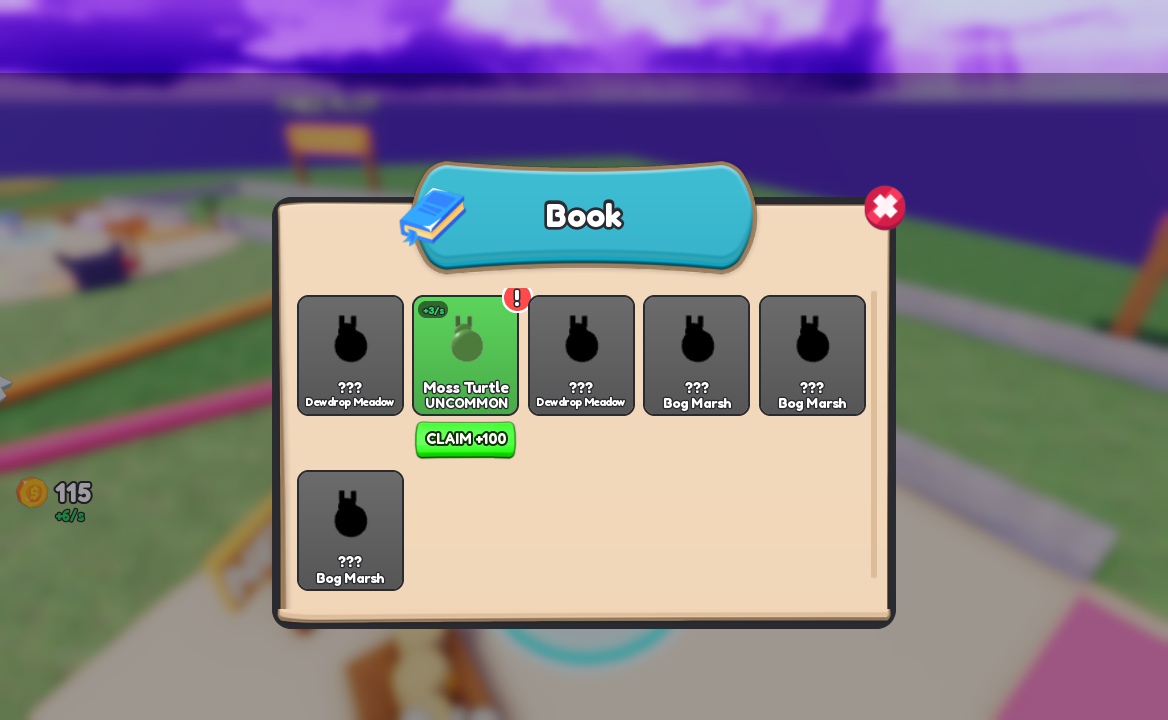 Book
+3/s
!
???
Dewdrop Meadow
Moss Turtle
UNCOMMON
???
Dewdrop Meadow
???
Bog Marsh
???
Bog Marsh
CLAIM +100
115
+6/s
???
Bog Marsh